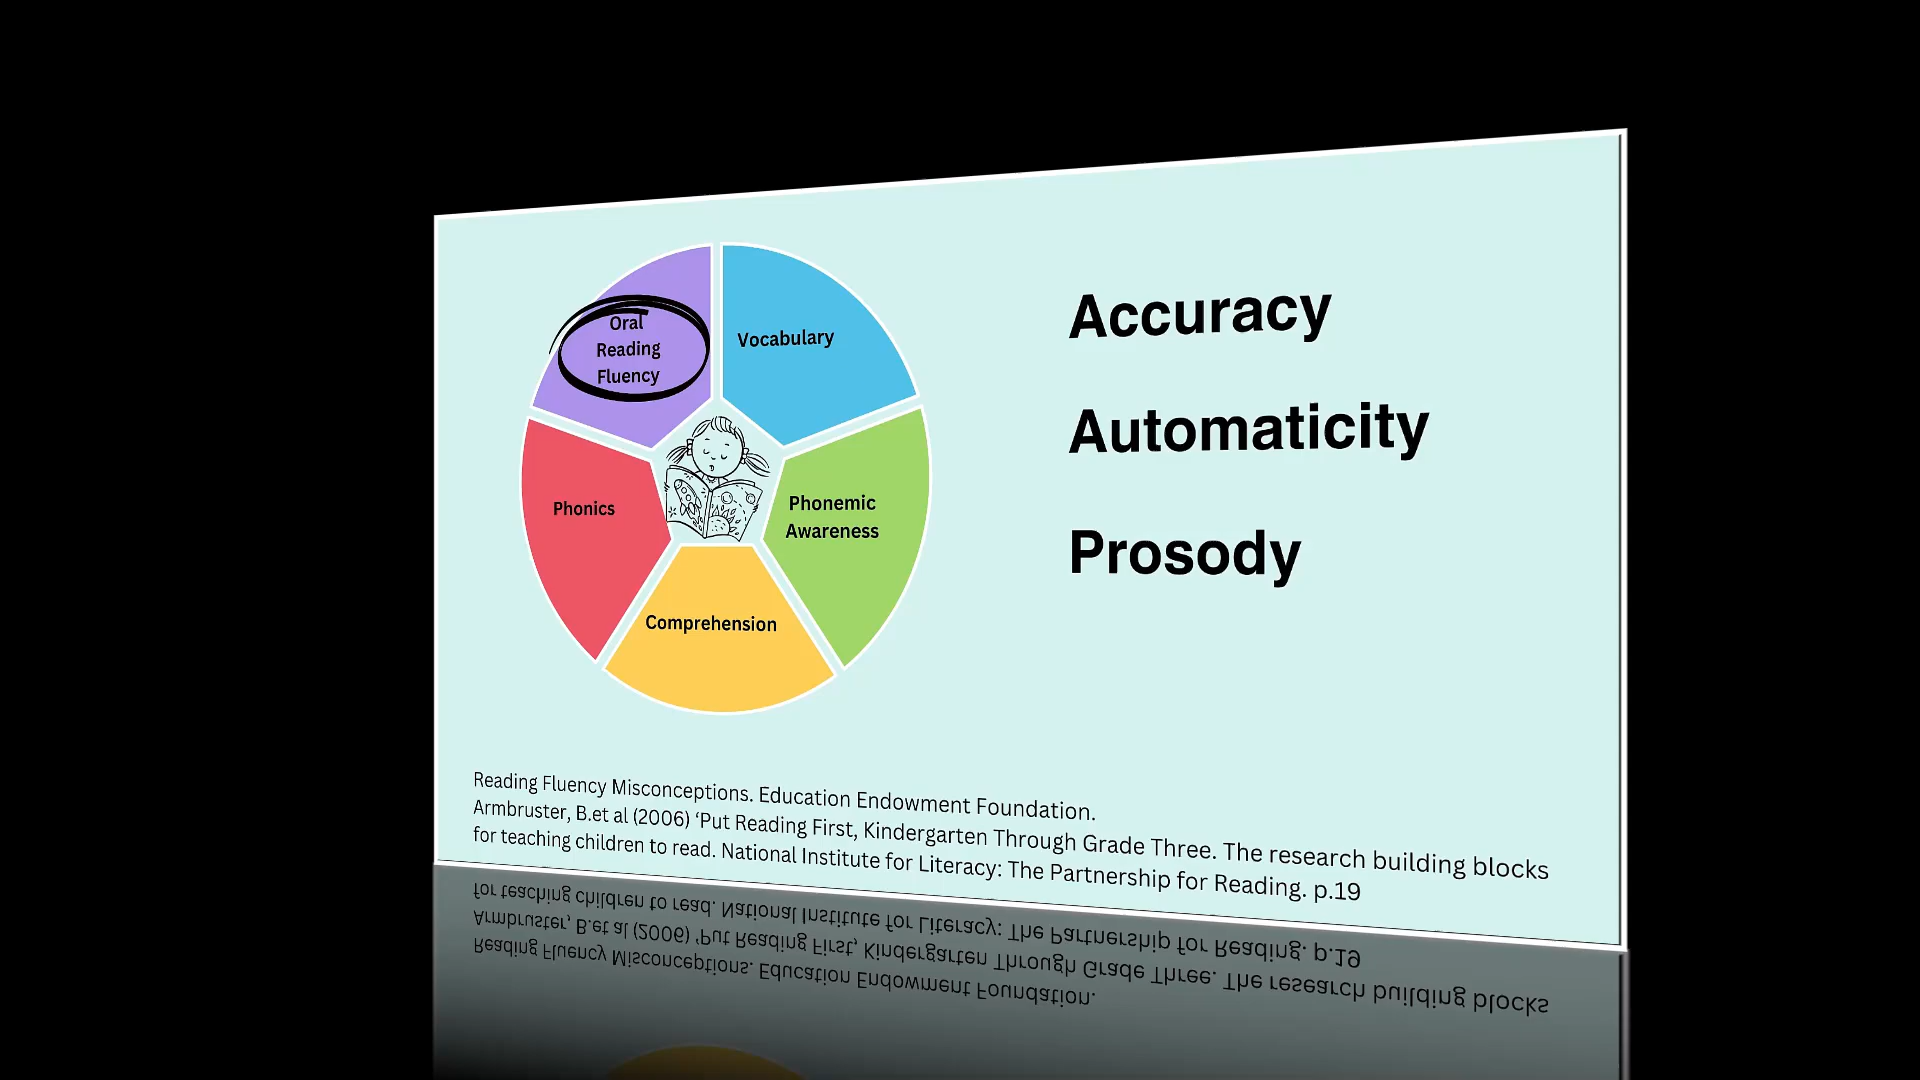 Oral
Reading
Fluency
Vocabulary
Phonics
Phonemic
Awareness
Comprehension
Accuracy
Automaticity
Prosody
Reading Fluency Misconceptions. Education Endowment Foundation.
Armbruster, B.et al (2006) ‘Put Reading First, Kindergarten Through Grade Three. The research building blocks
for teaching children to read. National Institute for Literacy: The Partnership for Reading. p.19